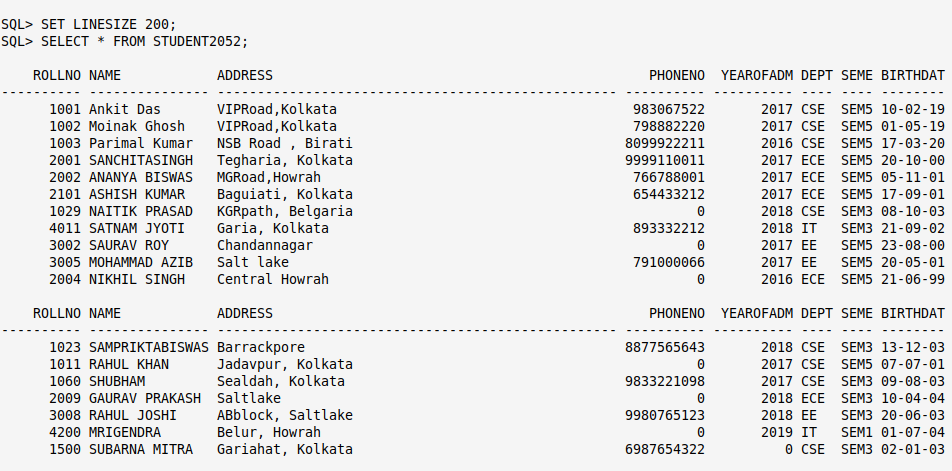 SQL> SET LINESIZE 200;
SQL> SELECT * FROM STUDENT2052;
    ROLLNO NAME            ADDRESS                                               PHONENO  YEAROFADM DEPT SEME BIRTHDAT
---------- --------------- -------------------------------------------------- ---------- ---------- ---- ---- --------
      1001 Ankit Das       VIPRoad,Kolkata                                     983067522       2017 CSE  SEM5 10-02-19
      1002 Moinak Ghosh    VIPRoad,Kolkata                                     798882220       2017 CSE  SEM5 01-05-19
      1003 Parimal Kumar   NSB Road , Birati                                  8099922211       2016 CSE  SEM5 17-03-20
      2001 SANCHITASINGH   Tegharia, Kolkata                                  9999110011       2017 ECE  SEM5 20-10-00
      2002 ANANYA BISWAS   MGRoad,Howrah                                       766788001       2017 ECE  SEM5 05-11-01
      2101 ASHISH KUMAR    Baguiati, Kolkata                                   654433212       2017 ECE  SEM5 17-09-01
      1029 NAITIK PRASAD   KGRpath, Belgaria                                           0       2018 CSE  SEM3 08-10-03
      4011 SATNAM JYOTI    Garia, Kolkata                                      893332212       2018 IT   SEM3 21-09-02
      3002 SAURAV ROY      Chandannagar                                                0       2017 EE   SEM5 23-08-00
      3005 MOHAMMAD AZIB   Salt lake                                           791000066       2017 EE   SEM5 20-05-01
      2004 NIKHIL SINGH    Central Howrah                                              0       2016 ECE  SEM5 21-06-99
    ROLLNO NAME            ADDRESS                                               PHONENO  YEAROFADM DEPT SEME BIRTHDAT
---------- --------------- -------------------------------------------------- ---------- ---------- ---- ---- --------
      1023 SAMPRIKTABISWAS Barrackpore                                        8877565643       2018 CSE  SEM3 13-12-03
      1011 RAHUL KHAN      Jadavpur, Kolkata                                           0       2017 CSE  SEM5 07-07-01
      1060 SHUBHAM         Sealdah, Kolkata                                   9833221098       2017 CSE  SEM3 09-08-03
      2009 GAURAV PRAKASH  Saltlake                                                    0       2018 ECE  SEM3 10-04-04
      3008 RAHUL JOSHI     ABblock, Saltlake                                  9980765123       2018 EE   SEM3 20-06-03
      4200 MRIGENDRA       Belur, Howrah                                               0       2019 IT   SEM1 01-07-04
      1500 SUBARNA MITRA   Gariahat, Kolkata                                  6987654322          0 CSE  SEM3 02-01-03